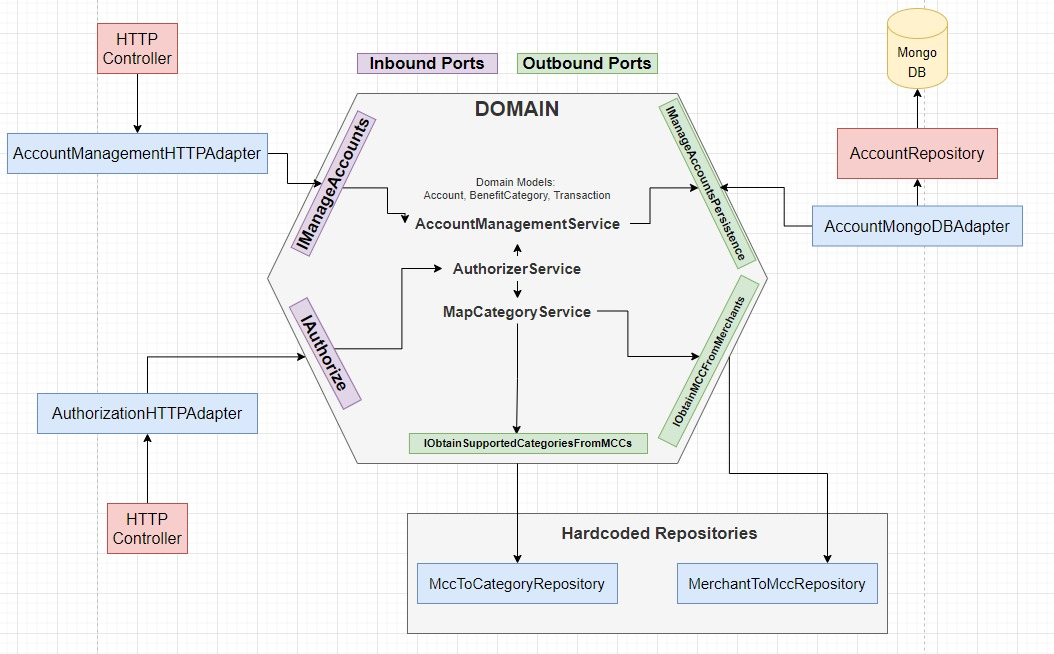 HTTP
Controller
Mongo
DB
Inbound Ports
Outbound Ports
DOMAIN
AccountManagementHTTPAdapter
IManageAccounts
IManageAccountsPersistence
AccountRepository
Domain Models:
Account, BenefitCategory, Transaction
AccountManagementService
AccountMongoDBAdapter
AuthorizerService
MapCategoryService
IAuthorize
IObtainMCCFromMerchants
AuthorizationHTTPAdapter
IObtainSupportedCategoriesFromMCCs
HTTP
Controller
Hardcoded Repositories
MccToCategoryRepository
MerchantToMccRepository